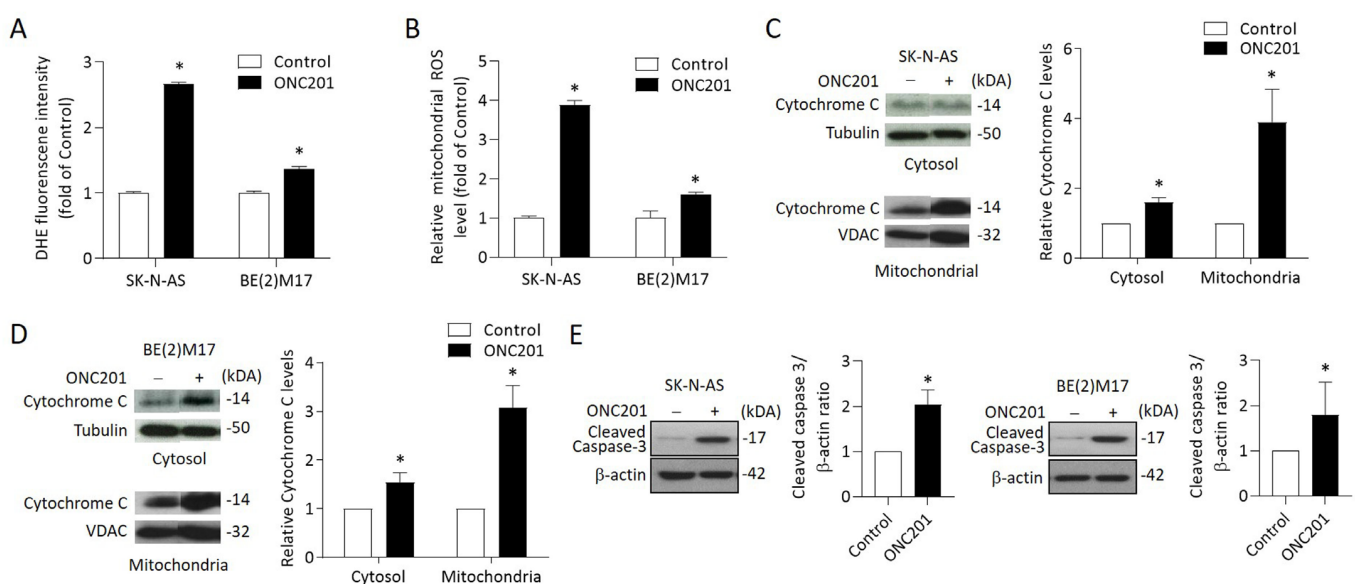 A
DHE fluorenscene intensity
(fold of Control)
Control
ONC201
3
2
1
0
*
*
SK-N-AS
BE(2)M17
B
Relative mitochondrial ROS
level (fold of Control)
Control
ONC201
5
4
3
2
1
0
*
*
SK-N-AS
BE(2)M17
C
SK-N-AS
ONC201 – + (kDA)
Cytochrome C -14
Tubulin -50
Cytosol
Cytochrome C -14
VDAC -32
Mitochondrial
Control
ONC201
Relative Cytochrome C levels
6
4
2
0
*
*
Cytosol
Mitochondria
D
BE(2)M17
ONC201 – + (kDA)
Cytochrome C -14
Tubulin -50
Cytosol
Cytochrome C -14
VDAC -32
Mitochondria
Control
ONC201
Relative Cytochrome C levels
4
3
2
1
0
*
*
Cytosol
Mitochondria
E
SK-N-AS
ONC201 – + (kDA)
Cleaved
Caspase-3 -17
β-actin -42
Cleaved caspase 3/
β-actin ratio
3
2
1
0
*
Control
ONC201
BE(2)M17
ONC201 – + (kDA)
Cleaved
Caspase-3 -17
β-actin -42
Cleaved caspase 3/
β-actin ratio
3
2
1
0
*
Control
ONC201